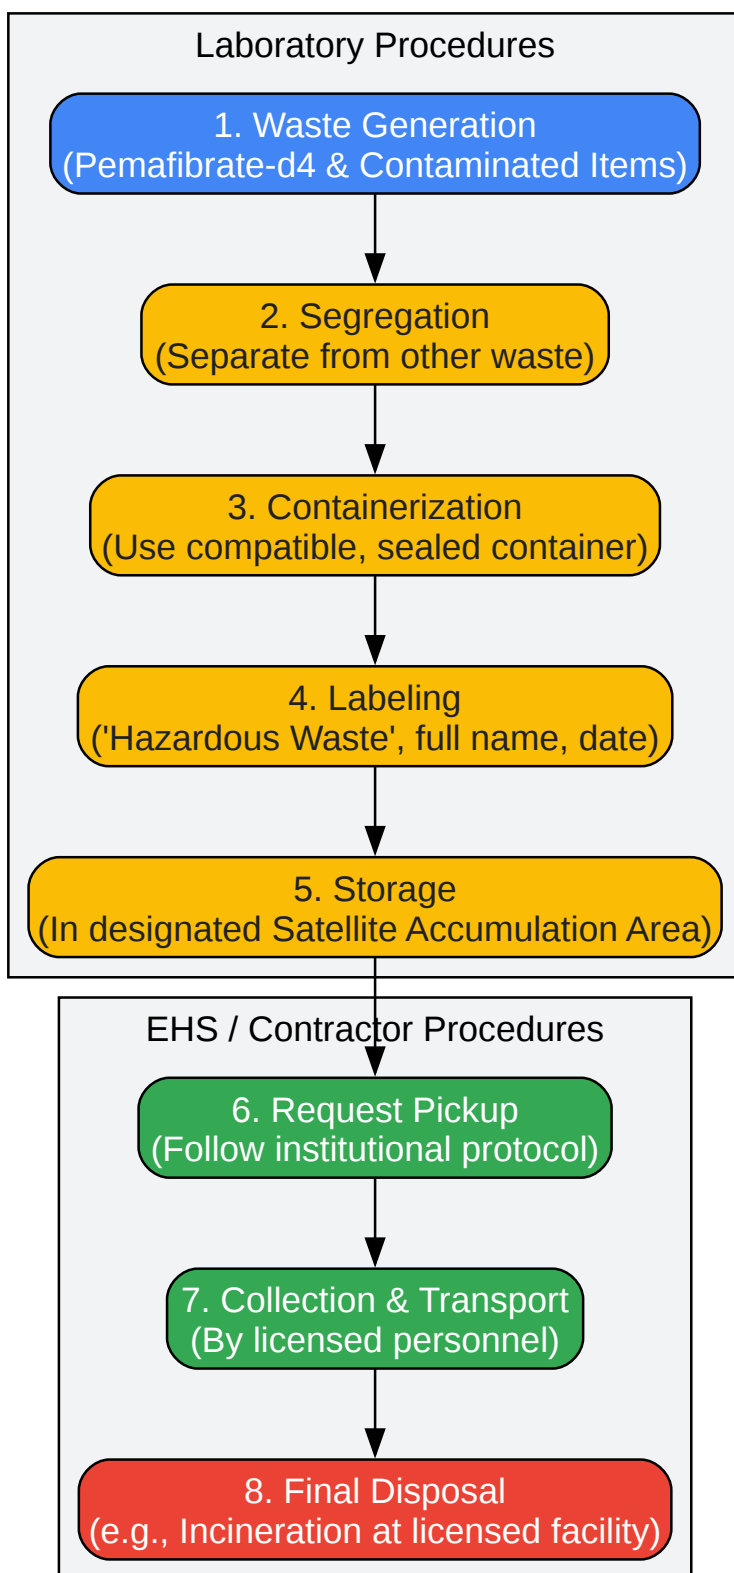 Laboratory Procedures
1. Waste Generation
(Pemafibrate-d4 & Contaminated Items)
2. Segregation
(Separate from other waste)
3. Containerization
(Use compatible, sealed container)
4. Labeling
('Hazardous Waste', full name, date)
5. Storage
(In designated Satellite Accumulation Area)
EHS / Contractor Procedures
6. Request Pickup
(Follow institutional protocol)
7. Collection & Transport
(By licensed personnel)
8. Final Disposal
(e.g., Incineration at licensed facility)